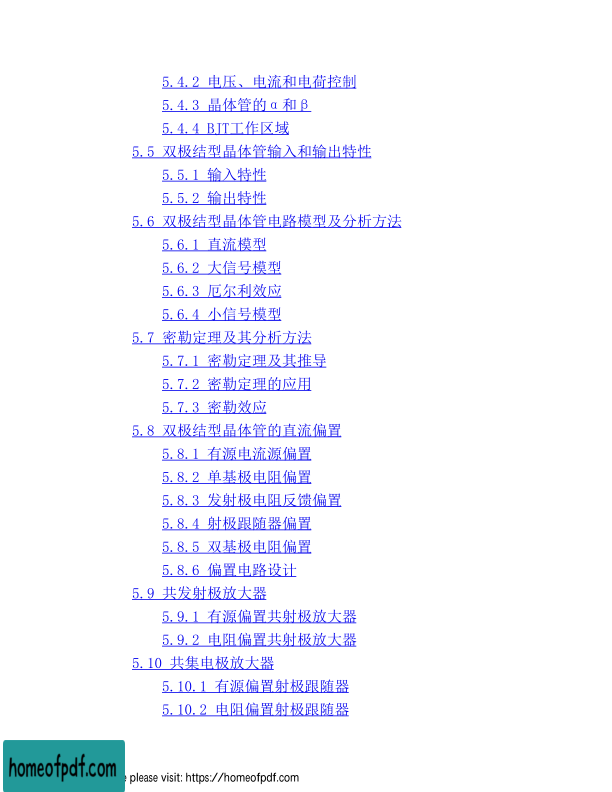 5.4.2 电压、电流和电荷控制
5.4.3 晶体管的α和β
5.4.4 BJT工作区域
5.5 双极结型晶体管输入和输出特性
5.5.1 输入特性
5.5.2 输出特性
5.6 双极结型晶体管电路模型及分析方法
5.6.1 直流模型
5.6.2 大信号模型
5.6.3 厄尔利效应
5.6.4 小信号模型
5.7 密勒定理及其分析方法
5.7.1 密勒定理及其推导
5.7.2 密勒定理的应用
5.7.3 密勒效应
5.8 双极结型晶体管的直流偏置
5.8.1 有源电流源偏置
5.8.2 单基极电阻偏置
5.8.3 发射极电阻反馈偏置
5.8.4 射极跟随器偏置
5.8.5 双基极电阻偏置
5.8.6 偏置电路设计
5.9 共发射极放大器
5.9.1 有源偏置共射极放大器
5.9.2 电阻偏置共射极放大器
5.10 共集电极放大器
5.10.1 有源偏置射极跟随器
5.10.2 电阻偏置射极跟随器
homeofpdf.com
please visit: https://homeofpdf.com